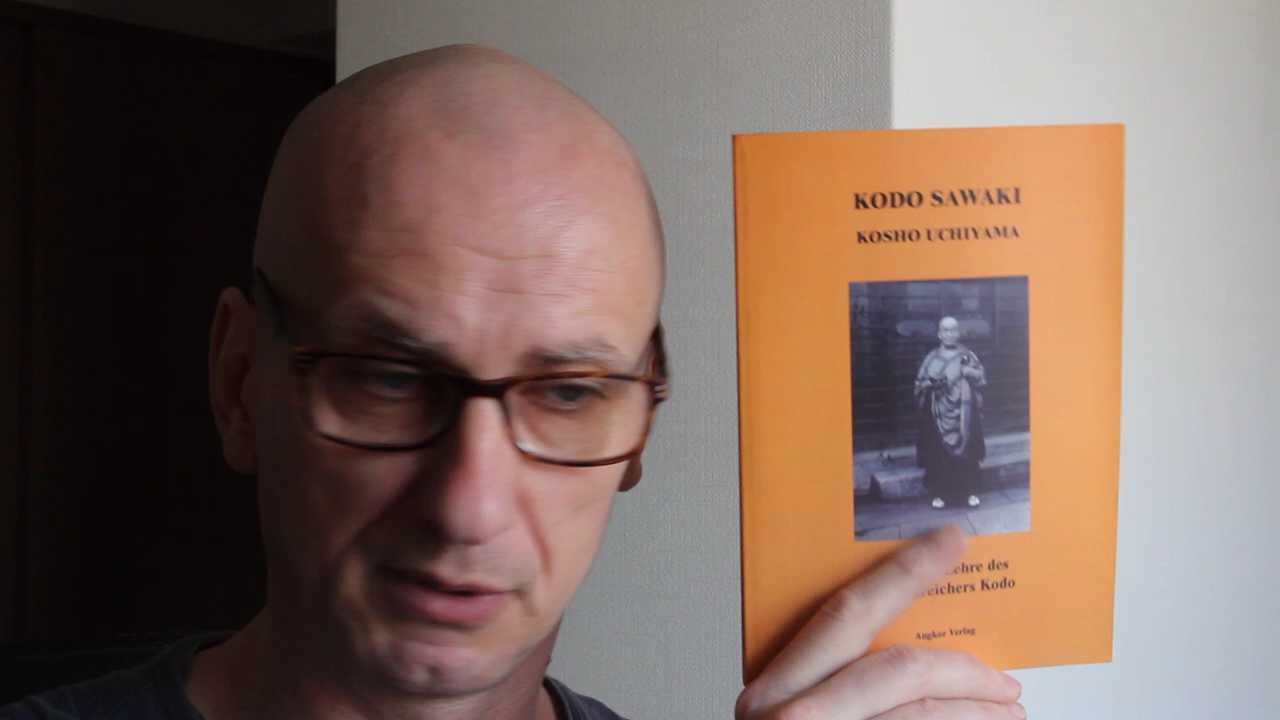 KODO SAWAKI
KOSHO UCHIYAMA
des
Kodo
Angkor Verlag